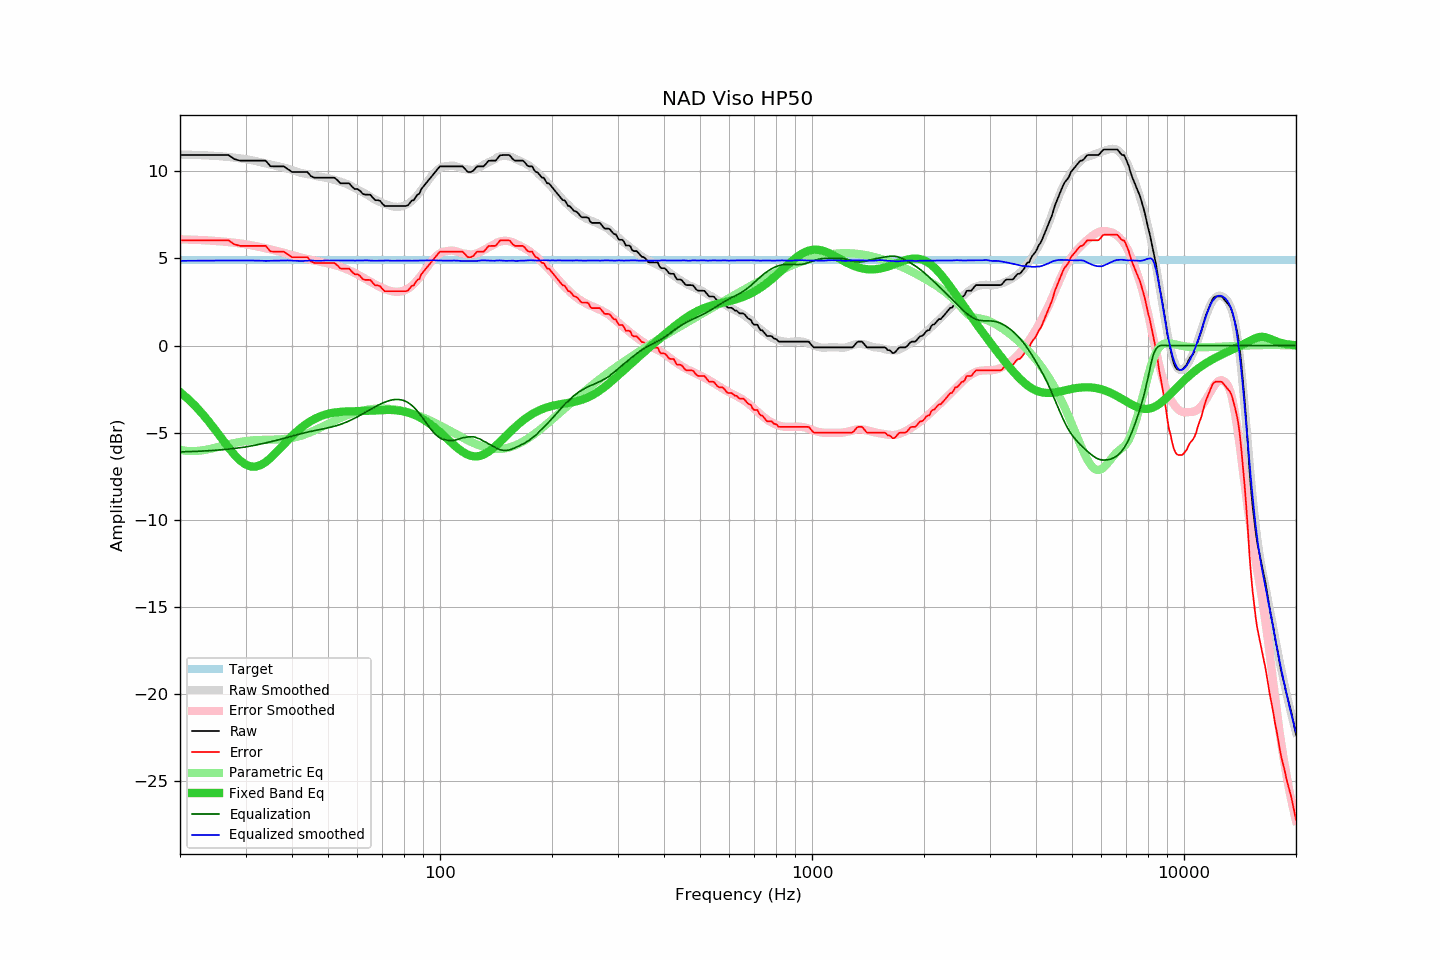 NAD Viso HP50
10
5
0
−5
−10
−15
−20
−25
Amplitude (dBr)
Target
Raw Smoothed
Error Smoothed
Raw
Error
Parametric Eq
Fixed Band Eq
Equalization
Equalized smoothed
100
1000
10000
Frequency (Hz)